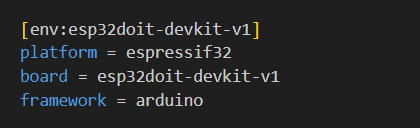 [env:esp32doit-devkit-v1]
platform = espressif32
board = esp32doit-devkit-v1
framework = arduino